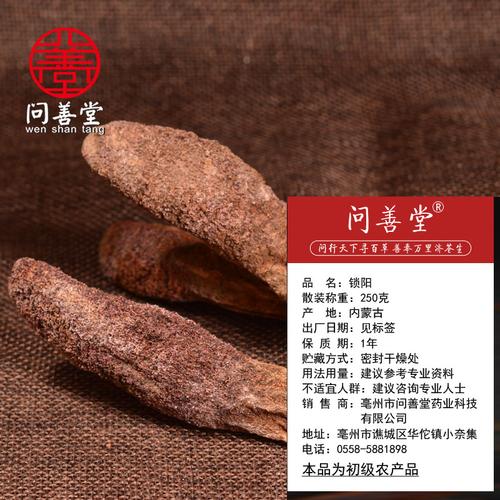 问善堂
wen shan tang
问善堂®
问行天下寻百草 善奉万里济苍生
品 名：锁阳
散装称重：250克
产 地：内蒙古
出厂日期：见标签
保 质 期：1年
贮藏方式：密封干燥处
用法用量：建议参考专业资料
不适宜人群：建议咨询专业人士
销 售 商：亳州市问善堂药业科技
有限公司
地址：亳州市谯城区华佗镇小奈集
电话：0558-5881898
本品为初级农产品